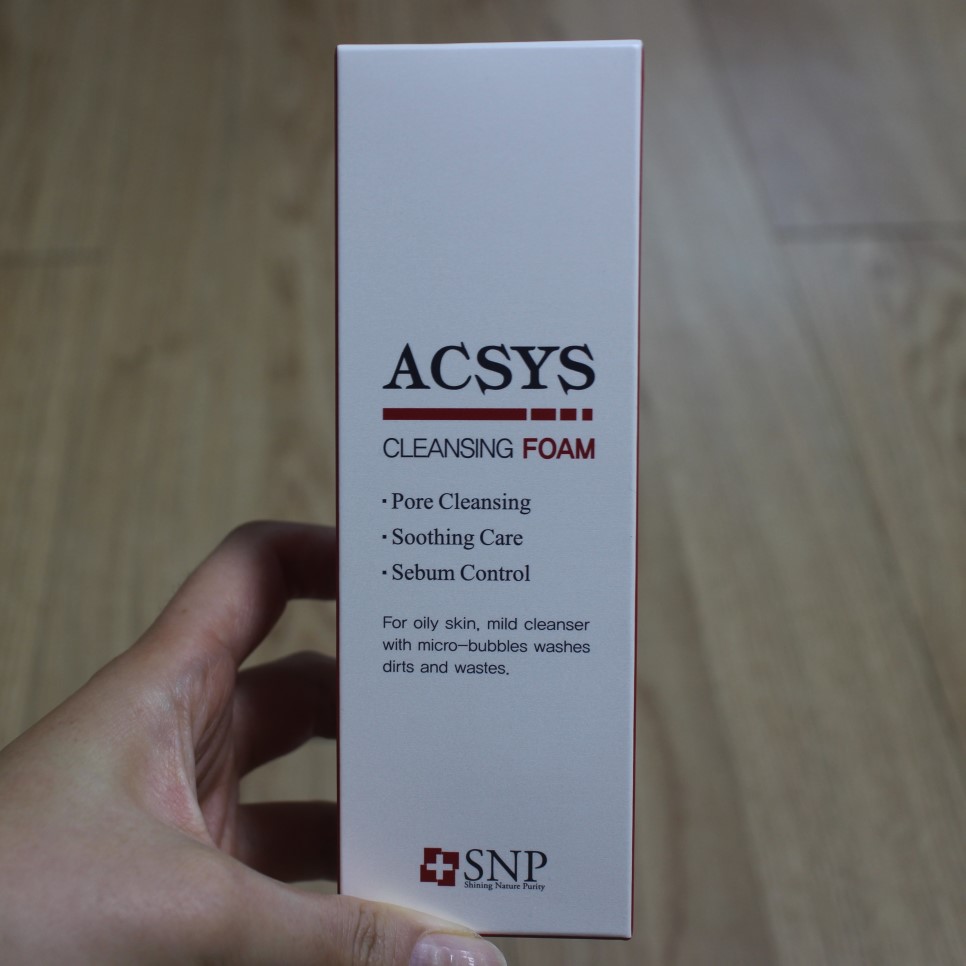 ACSYS
CLEANSING FOAM
· Pore Cleansing
· Soothing Care
· Sebum Control
For oily skin, mild cleanser
with micro-bubbles washes
dirts and wastes.
SNP
Shining Nature Purity